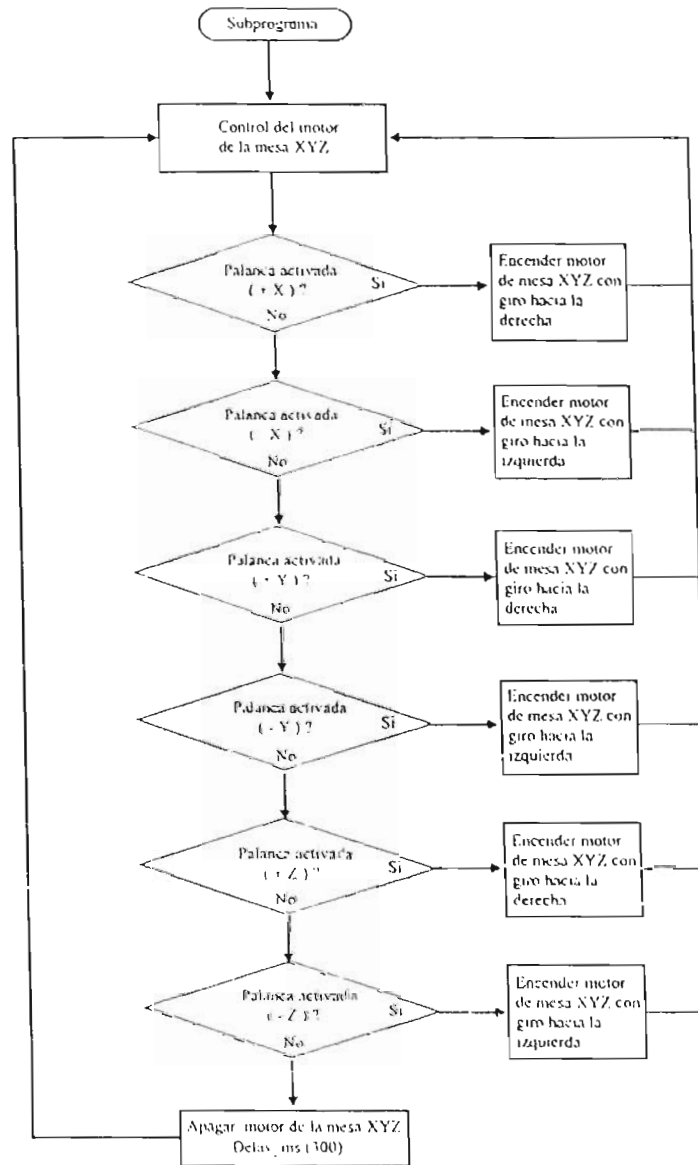 Subprograma
Control del motor
de la mesa XYZ
Palanca activada
( + X ) ?
Si
No
Encender motor
de mesa XYZ con
giro hacia la
derecha
Palanca activada
( - X ) ?
Si
No
Encender motor
de mesa XYZ con
giro hacia la
izquierda
Palanca activada
( + Y ) ?
Si
No
Encender motor
de mesa XYZ con
giro hacia la
derecha
Palanca activada
( - Y ) ?
Si
No
Encender motor
de mesa XYZ con
giro hacia la
izquierda
Palanca activada
( + Z ) ?
Si
No
Encender motor
de mesa XYZ con
giro hacia la
derecha
Palanca activada
( - Z ) ?
Si
No
Encender motor
de mesa XYZ con
giro hacia la
izquierda
Apagar motor de la mesa XYZ
Delay_ms (300)